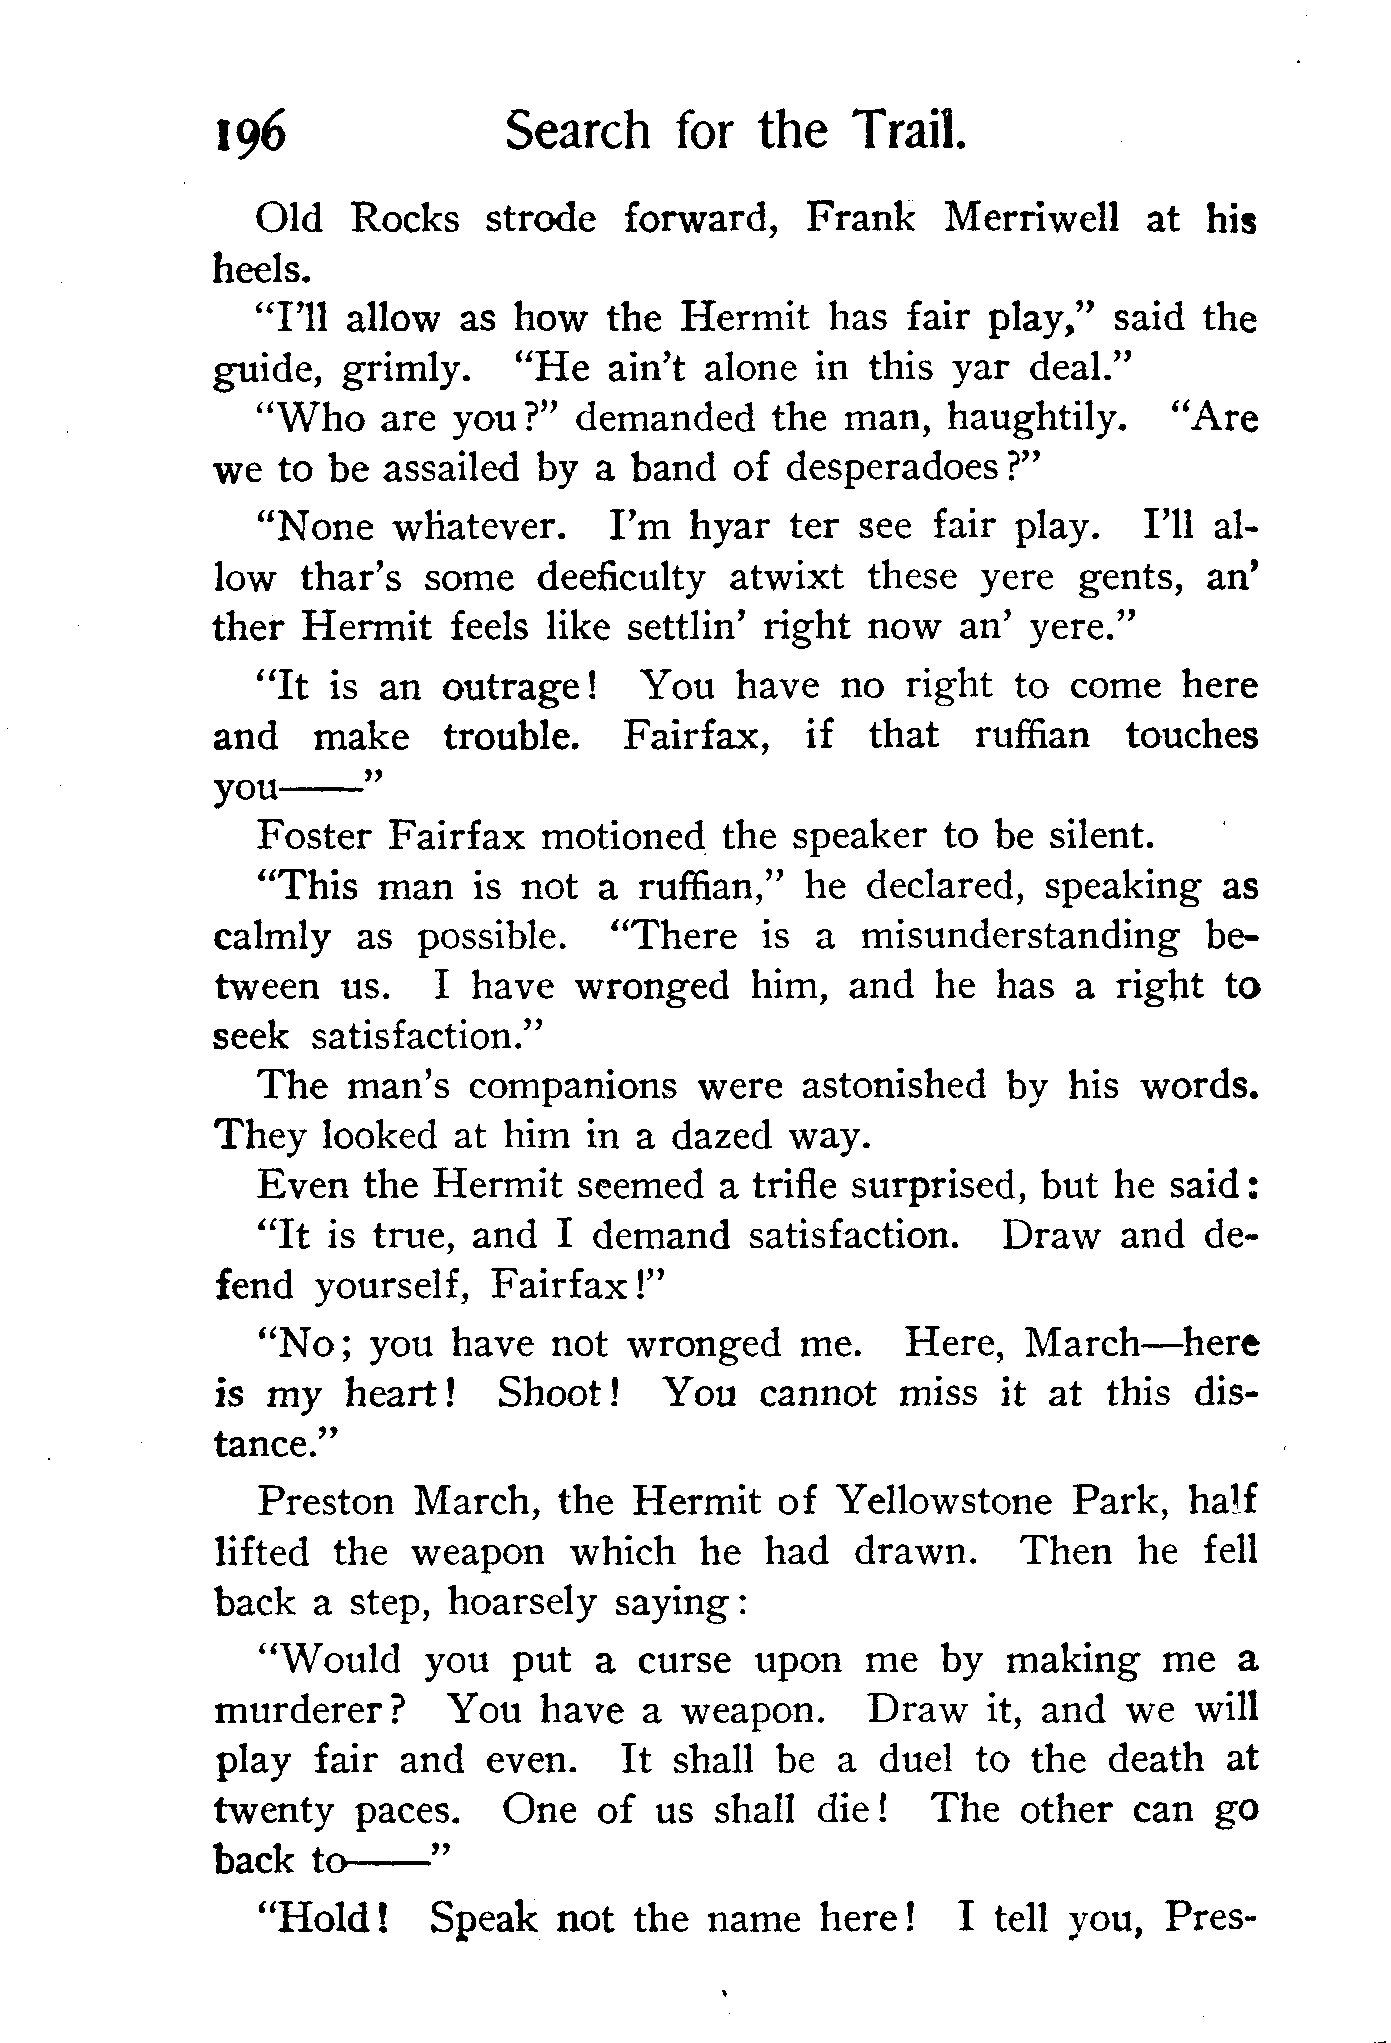 196 Search for the Trail.
Old Rocks strode forward, Frank Merriwell at his
heels.
“I’ll allow as how the Hermit has fair play,” said the
guide, grimly. “He ain’t alone in this yar deal.”
“Who are you?” demanded the man, haughtily. “Are
we to be assailed by a band of desperadoes?”
“None whatever. I’m hyar ter see fair play. I’ll al-
low thar’s some deeficulty atwixt these yere gents, an’
ther Hermit feels like settlin’ right now an’ yere.”
“It is an outrage! You have no right to come here
and make trouble. Fairfax, if that ruffian touches
you——”
Foster Fairfax motioned the speaker to be silent.
“This man is not a ruffian,” he declared, speaking as
calmly as possible. “There is a misunderstanding be-
tween us. I have wronged him, and he has a right to
seek satisfaction.”
The man’s companions were astonished by his words.
They looked at him in a dazed way.
Even the Hermit seemed a trifle surprised, but he said:
“It is true, and I demand satisfaction. Draw and de-
fend yourself, Fairfax!”
“No; you have not wronged me. Here, March—here
is my heart! Shoot! You cannot miss it at this dis-
tance.”
Preston March, the Hermit of Yellowstone Park, half
lifted the weapon which he had drawn. Then he fell
back a step, hoarsely saying:
“Would you put a curse upon me by making me a
murderer? You have a weapon. Draw it, and we will
play fair and even. It shall be a duel to the death at
twenty paces. One of us shall die! The other can go
back to——”
“Hold! Speak not the name here! I tell you, Pres-